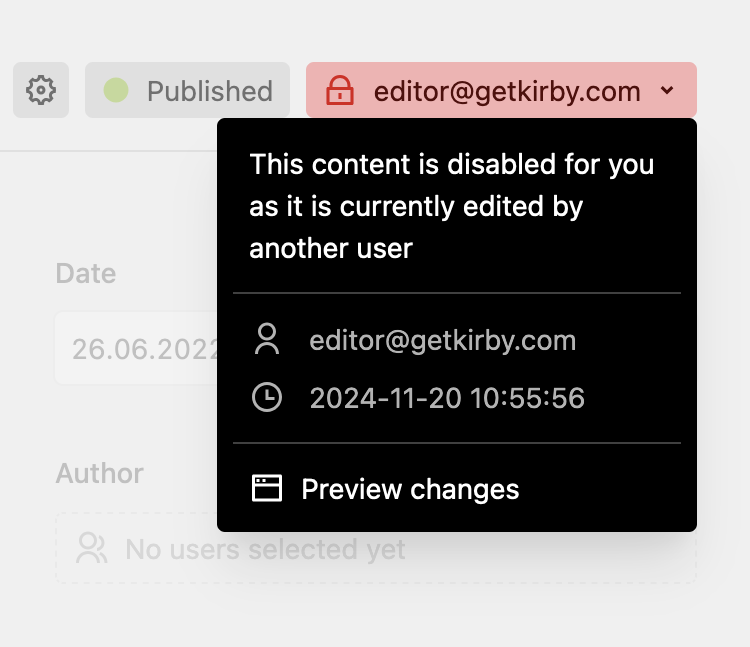 Published
editor@getkirby.com
This content is disabled for you
as it is currently edited by
another user
Date
editor@getkirby.com
26.06.2022
2024-11-20 10:55:56
Author
Preview changes
No users selected yet